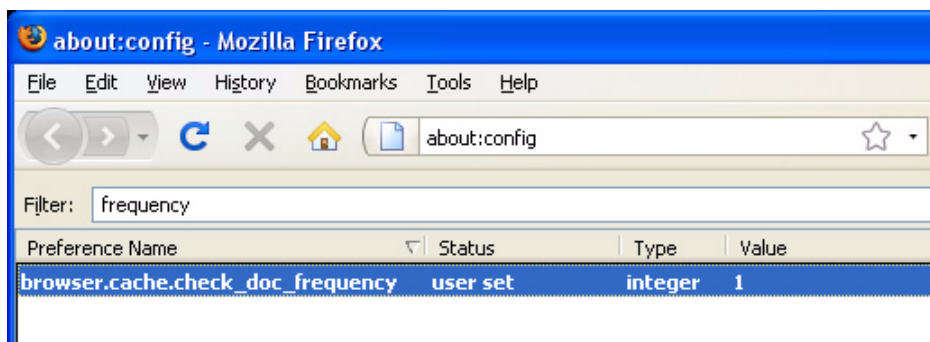 about:config - Mozilla Firefox
File Edit View History Bookmarks Tools Help
about:config
Filter: frequency
Preference Name Status Type Value
browser.cache.check_doc_frequency user set integer 1